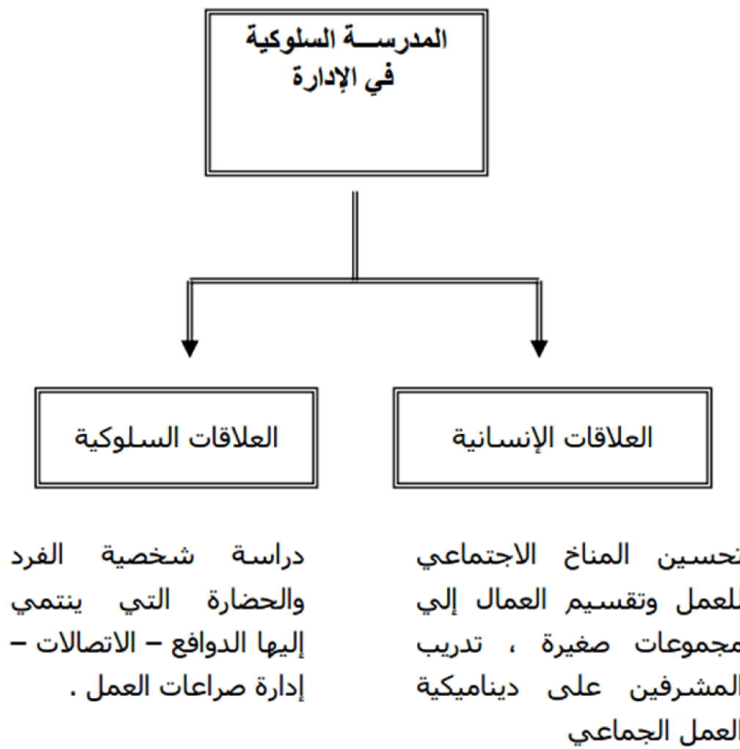 المدرســـة السلوكية
في الإدارة
العلاقات الإنسانية
العلاقات السلوكية
تحسين المناخ الاجتماعي
للعمل وتقسيم العمال إلي
مجموعات صغيرة ، تدريب
المشرفين على ديناميكية
العمل الجماعي
دراسة شخصية الفرد
والحضارة التي ينتمي
إليها الدوافع – الاتصالات –
إدارة صراعات العمل .